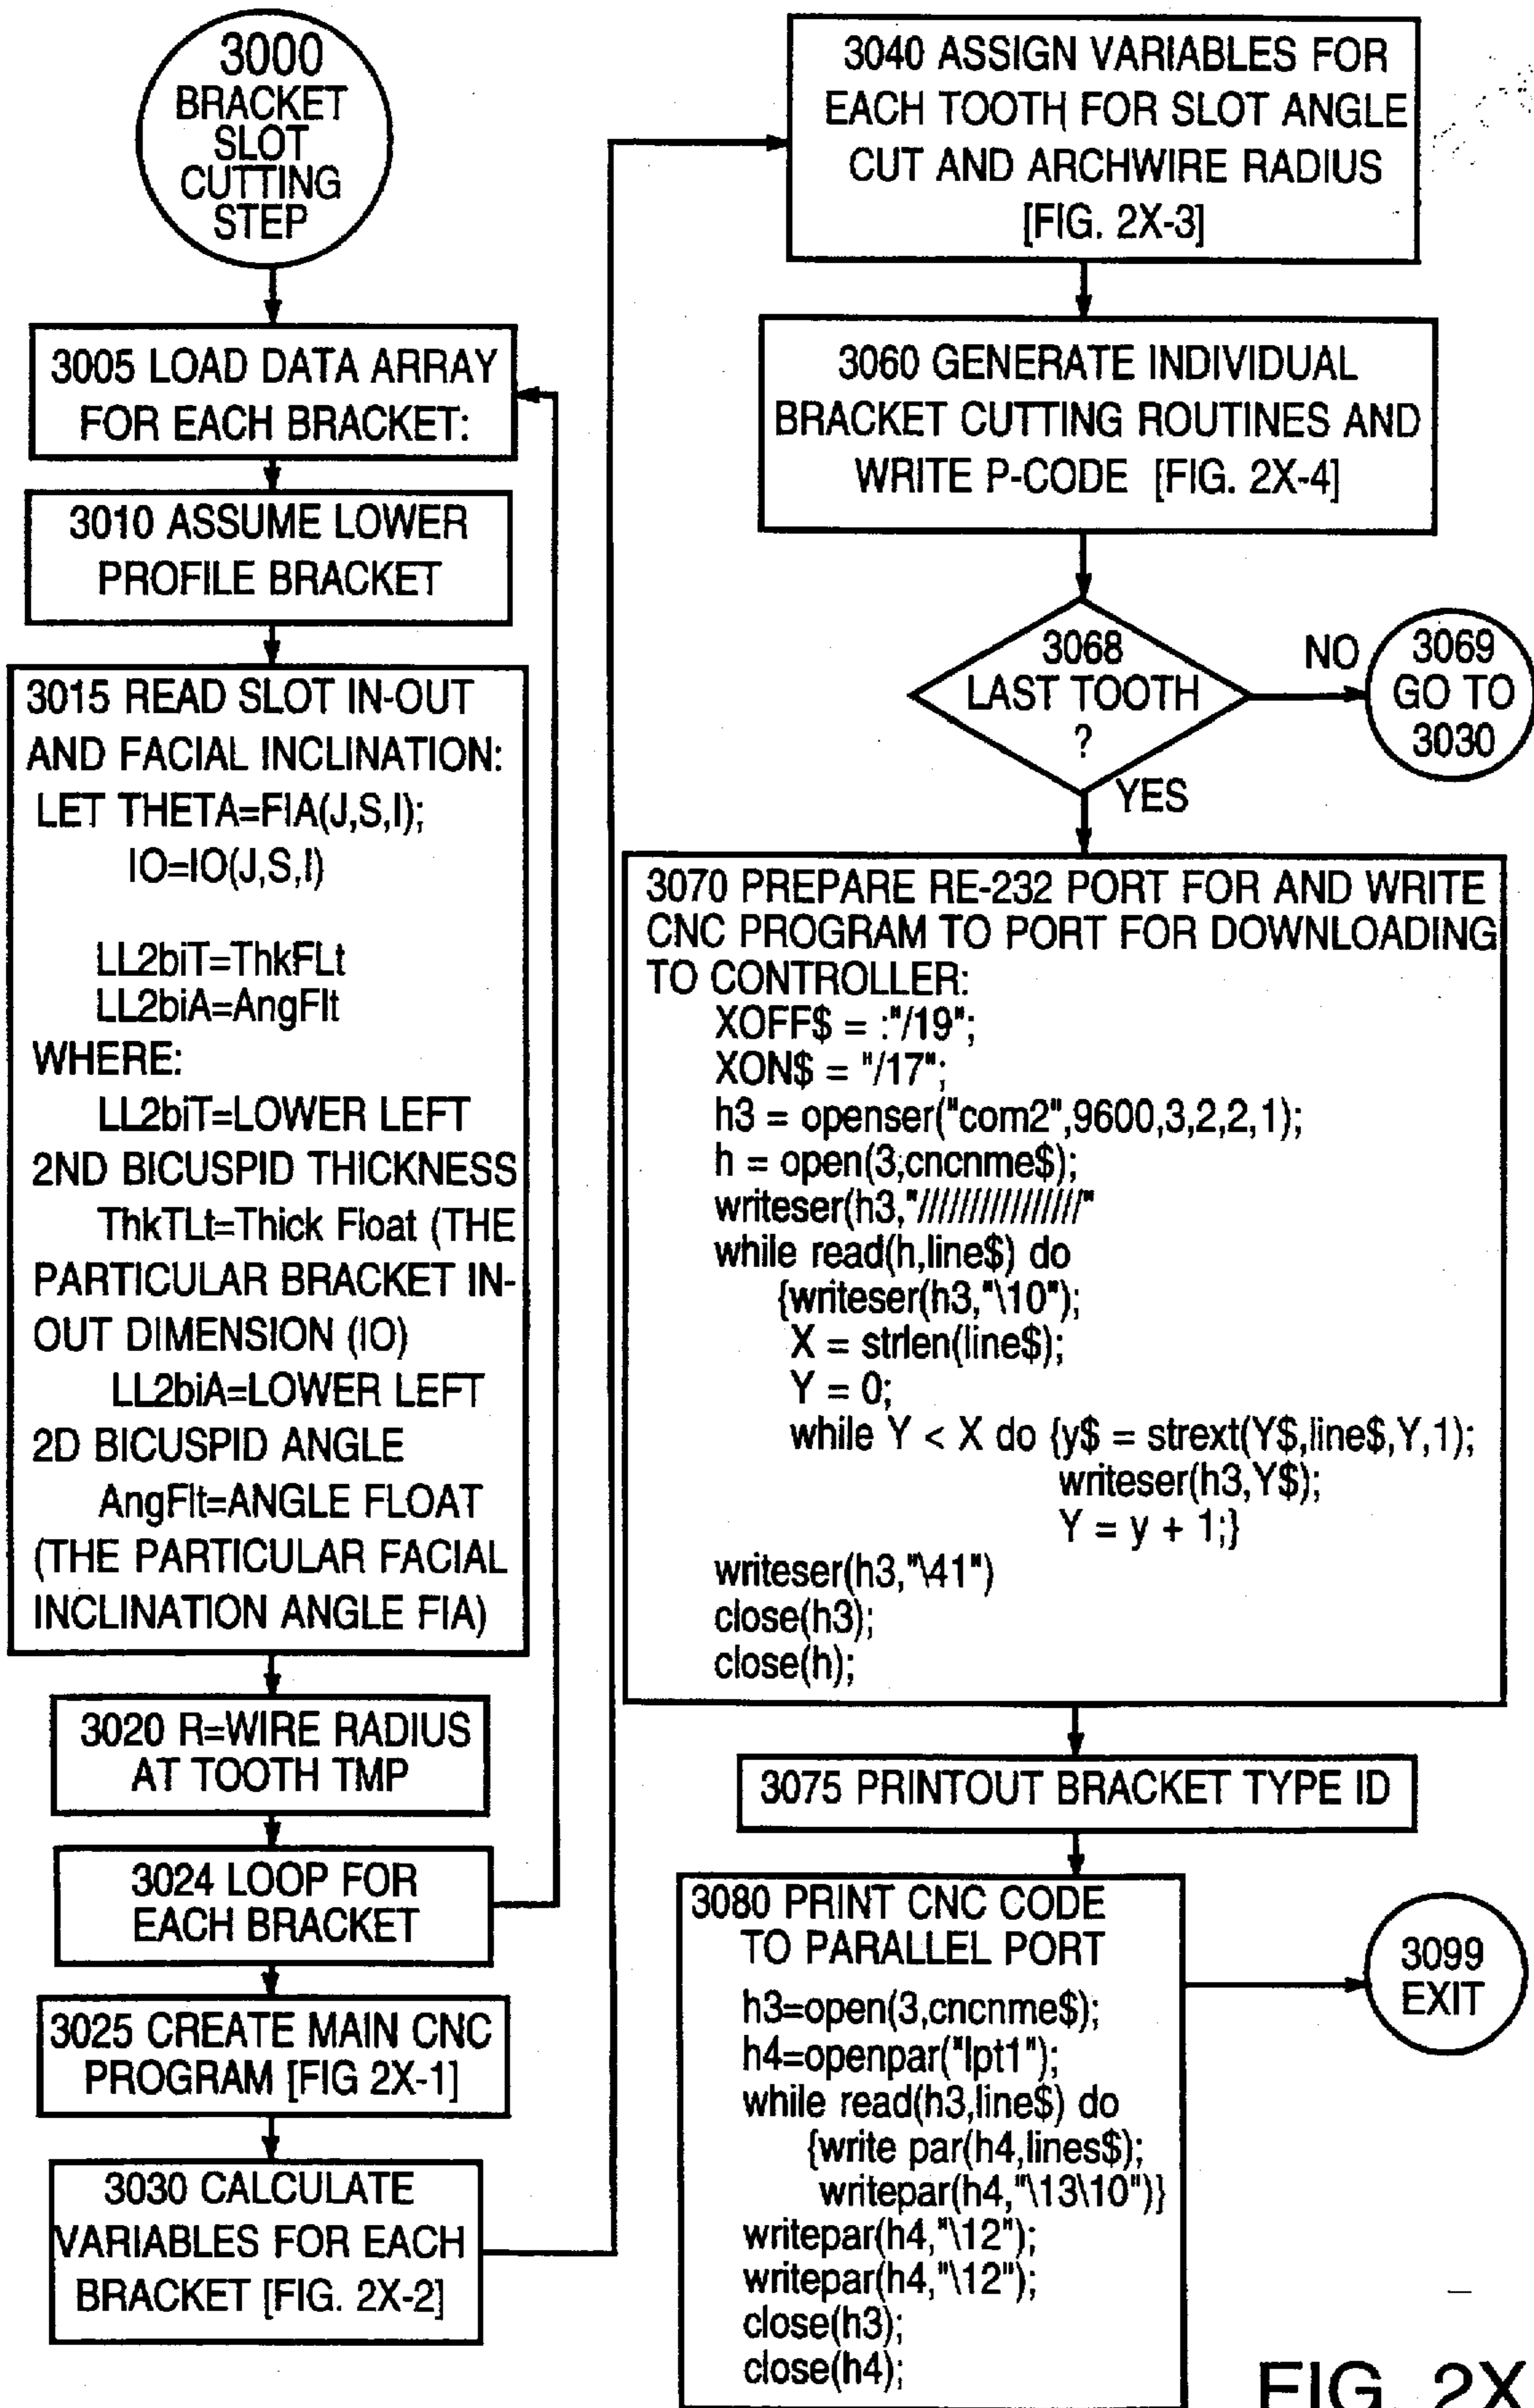 3000
BRACKET
SLOT
CUTTING
STEP
3005 LOAD DATA ARRAY
FOR EACH BRACKET:
3010 ASSUME LOWER
PROFILE BRACKET
3015 READ SLOT IN-OUT
AND FACIAL INCLINATION:
LET THETA=FIA(J,S,I);
IO=IO(J,S,I)
LL2biT=ThkFLt
LL2biA=AngFlt
WHERE:
LL2biT=LOWER LEFT
2ND BICUSPID THICKNESS
ThkTLt=Thick Float (THE
PARTICULAR BRACKET IN-
OUT DIMENSION (IO)
LL2biA=LOWER LEFT
2D BICUSPID ANGLE
AngFlt=ANGLE FLOAT
(THE PARTICULAR FACIAL
INCLINATION ANGLE FIA)
3020 R=WIRE RADIUS
AT TOOTH TMP
3024 LOOP FOR
EACH BRACKET
3025 CREATE MAIN CNC
PROGRAM [FIG 2X-1]
3030 CALCULATE
VARIABLES FOR EACH
BRACKET [FIG. 2X-2]
3040 ASSIGN VARIABLES FOR
EACH TOOTH FOR SLOT ANGLE
CUT AND ARCHWIRE RADIUS
[FIG. 2X-3]
3060 GENERATE INDIVIDUAL
BRACKET CUTTING ROUTINES AND
WRITE P-CODE [FIG. 2X-4]
3068
LAST TOOTH
?
NO
3069
GO TO
3030
YES
3070 PREPARE RE-232 PORT FOR AND WRITE
CNC PROGRAM TO PORT FOR DOWNLOADING
TO CONTROLLER:
XOFF$ = :"/19";
XON$ = "/17";
h3 = openser("com2",9600,3,2,2,1);
h = open(3,cncnme$);
writeser(h3,"////////////////"
while read(h,line$) do
{writeser(h3,"\10");
X = strlen(line$);
Y = 0;
while Y < X do {y$ = strext(Y$,line$,Y,1);
writeser(h3,Y$);
Y = y + 1;}
writeser(h3,"\41")
close(h3);
close(h);
3075 PRINTOUT BRACKET TYPE ID
3080 PRINT CNC CODE
TO PARALLEL PORT
h3=open(3,cncnme$);
h4=openpar("lpt1");
while read(h3,line$) do
{write par(h4,lines$);
writepar(h4,"\13\10")}
writepar(h4,"\12");
writepar(h4,"\12");
close(h3);
close(h4);
3099
EXIT
FIG. 2X